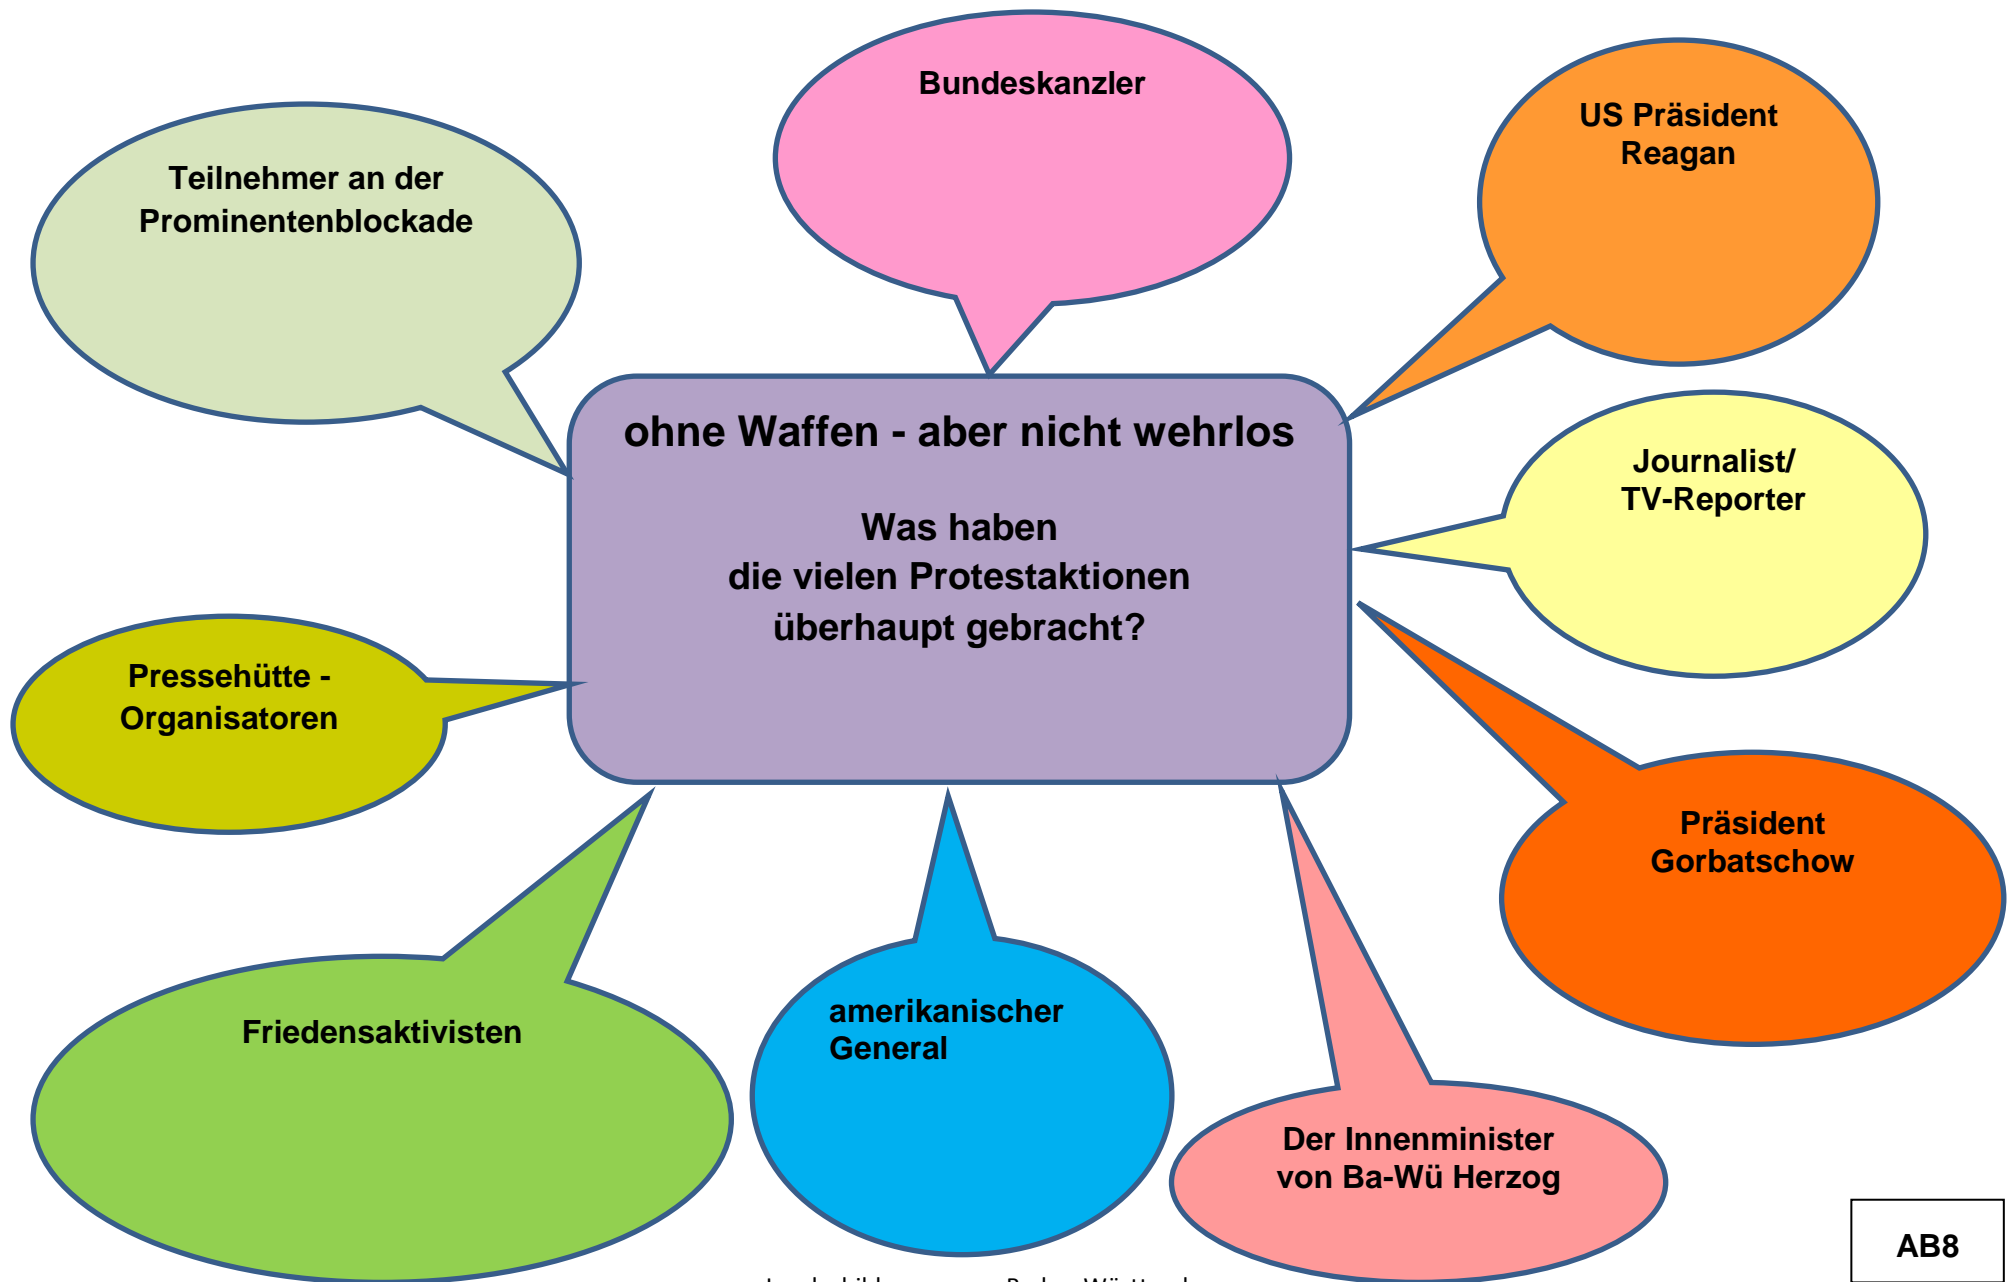 Bundeskanzler
US Präsident
Reagan
Teilnehmer an der
Prominentenblockade
ohne Waffen - aber nicht wehrlos
Was haben
die vielen Protestaktionen
überhaupt gebracht?
Journalist/
TV-Reporter
Pressehütte -
Organisatoren
Präsident
Gorbatschow
Friedensaktivisten
amerikanischer
General
Der Innenminister
von Ba-Wü Herzog
AB8